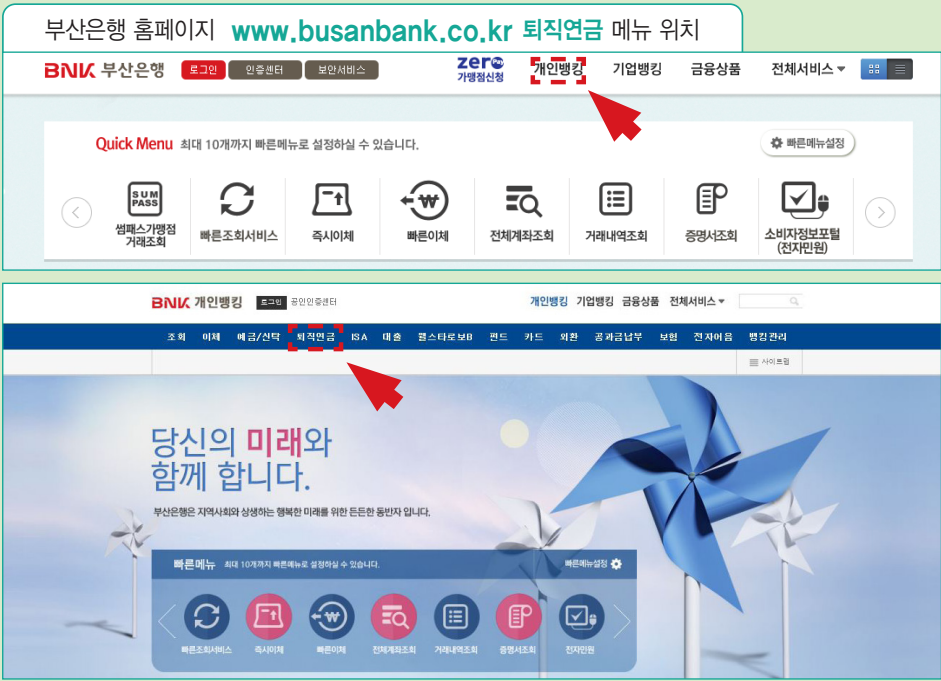 부산은행 홈페이지 www.busanbank.co.kr 퇴직연금 메뉴 위치
BNK 부산은행 로그인 인증센터 보안서비스 zero Pay 가맹점신청 개인뱅킹 기업뱅킹 금융상품 전체서비스
Quick Menu 최대 10개까지 빠른메뉴로 설정하실 수 있습니다. 빠른메뉴설정
SUM PASS
썸패스가맹점 거래조회
빠른조회서비스
즉시이체
빠른이체
전체계좌조회
거래내역조회
증명서조회
소비자정보포털 (전자민원)
BNK 개인뱅킹 로그인 공인인증센터 개인뱅킹 기업뱅킹 금융상품 전체서비스
조회 이체 예금/신탁 퇴직연금 ISA 대출 웰스타로보B 펀드 카드 외환 공과금납부 보험 전자어음 뱅킹관리
사이트맵
당신의 미래와
함께 합니다.
부산은행은 지역사회와 상생하는 행복한 미래를 위한 든든한 동반자 입니다.
빠른메뉴 최대 10개까지 빠른메뉴로 설정하실 수 있습니다. 빠른메뉴설정
빠른조회서비스 즉시이체 빠른이체 전체계좌조회 거래내역조회 증명서조회 전자민원